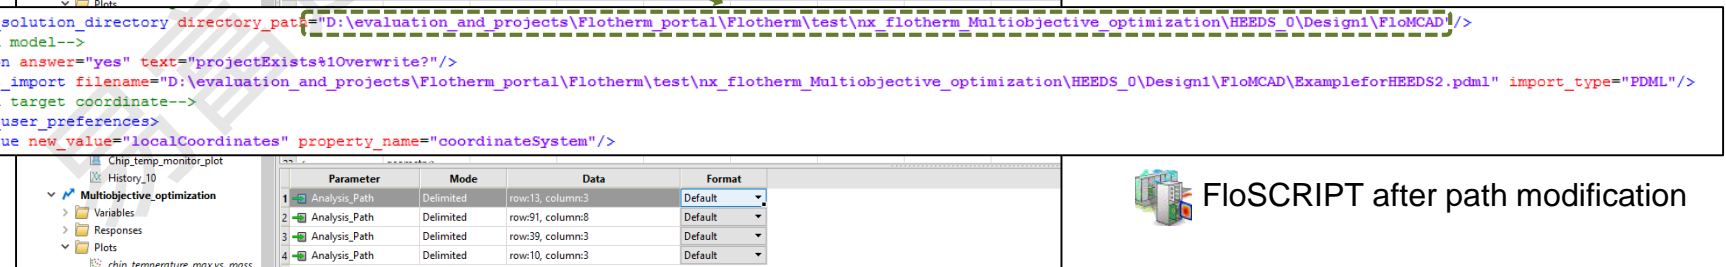 Plots
solution_directory directory_path="D:\evaluation_and_projects\Flotherm_portal\Flotherm\test\nx_flotherm_Multiobjective_optimization\HEEDS_0\Design1\FloMCAD"/>
model-->
n answer="yes" text="projectExists%1Overwrite?"/>
_import filename="D:\evaluation_and_projects\Flotherm_portal\Flotherm\test\nx_flotherm_Multiobjective_optimization\HEEDS_0\Design1\FloMCAD\ExampleforHEEDS2.pdml" import_type="PDML"/>
target coordinate-->
user_preferences>
ue new_value="localCoordinates" property_name="coordinateSystem"/>
Chip_temp_monitor_plot
History_10
Multiobjective_optimization
Variables
Responses
Plots
chip_temperature_max vs. mass
Parameter Mode Data Format
1 Analysis_Path Delimited row:13, column:3 Default
2 Analysis_Path Delimited row:91, column:8 Default
3 Analysis_Path Delimited row:39, column:3 Default
4 Analysis_Path Delimited row:10, column:3 Default
FloSCRIPT after path modification